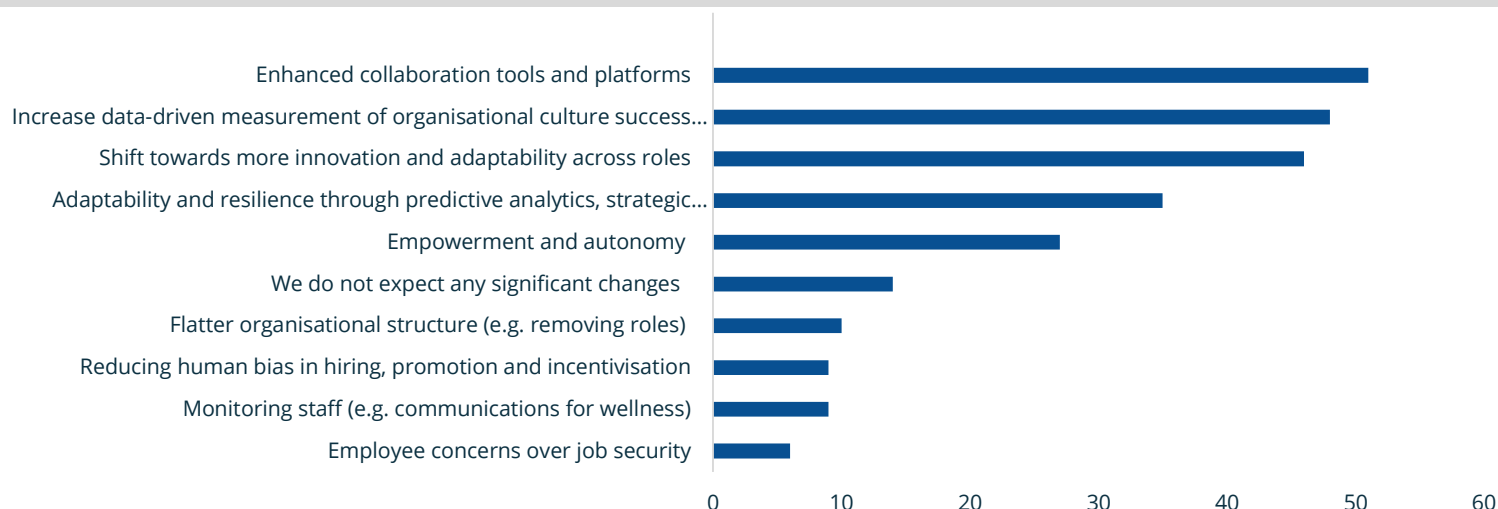 Enhanced collaboration tools and platforms
Increase data-driven measurement of organisational culture success...
Shift towards more innovation and adaptability across roles
Adaptability and resilience through predictive analytics, strategic...
Empowerment and autonomy
We do not expect any significant changes
Flatter organisational structure (e.g. removing roles)
Reducing human bias in hiring, promotion and incentivisation
Monitoring staff (e.g. communications for wellness)
Employee concerns over job security
0 10 20 30 40 50 60